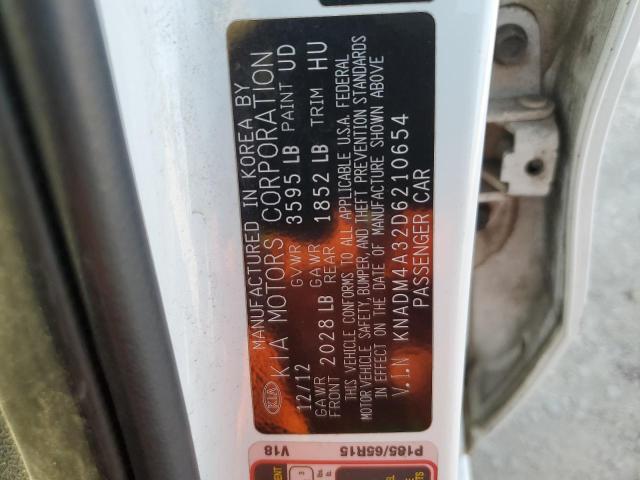 MANUFACTURED IN KOREA BY
KIA KIA MOTORS CORPORATION
12/12 GVWR 3595 LB PAINT UD
GAWR FRONT 2028 LB GAWR REAR 1852 LB TRIM HU
THIS VEHICLE CONFORMS TO ALL APPLICABLE U.S.A. FEDERAL
MOTOR VEHICLE SAFETY, BUMPER, AND THEFT PREVENTION STANDARDS
IN EFFECT ON THE DATE OF MANUFACTURE SHOWN ABOVE
V.I.N KNADM4A32D6210654
PASSENGER CAR
V18
P185/65R15